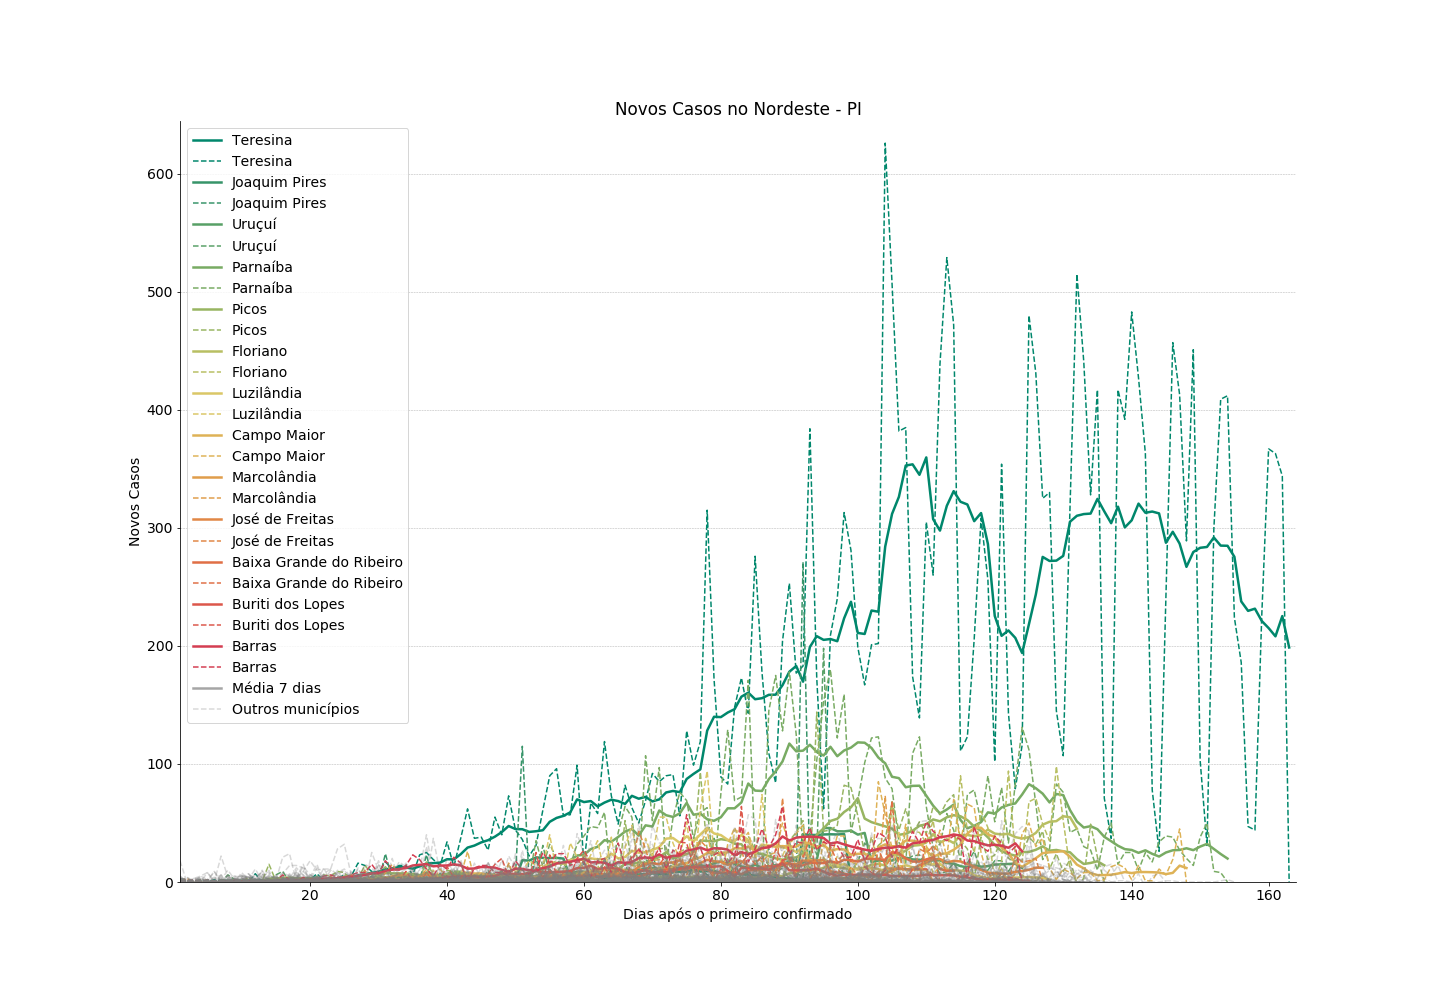 Novos Casos no Nordeste - PI
Teresina
Teresina
Joaquim Pires
Joaquim Pires
Uruçuí
Uruçuí
Parnaíba
Parnaíba
Picos
Picos
Floriano
Floriano
Luzilândia
Luzilândia
Campo Maior
Campo Maior
Marcolândia
Marcolândia
José de Freitas
José de Freitas
Baixa Grande do Ribeiro
Baixa Grande do Ribeiro
Buriti dos Lopes
Buriti dos Lopes
Barras
Barras
Média 7 dias
Outros municípios
Novos Casos
600
500
400
300
200
100
0
20 40 60 80 100 120 140 160
Dias após o primeiro confirmado